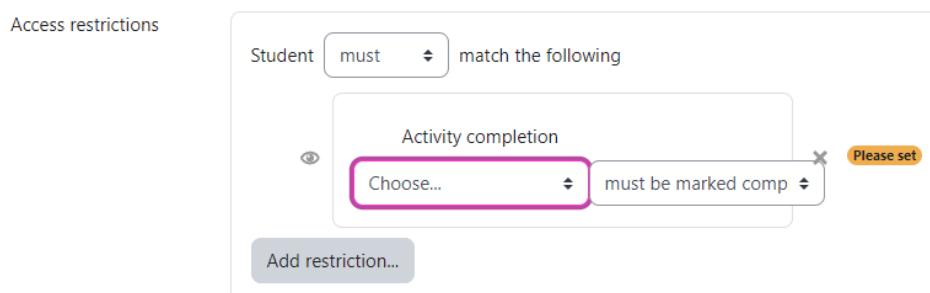 Access restrictions
Student must match the following
Activity completion
Choose... must be marked comp
Please set
Add restriction...